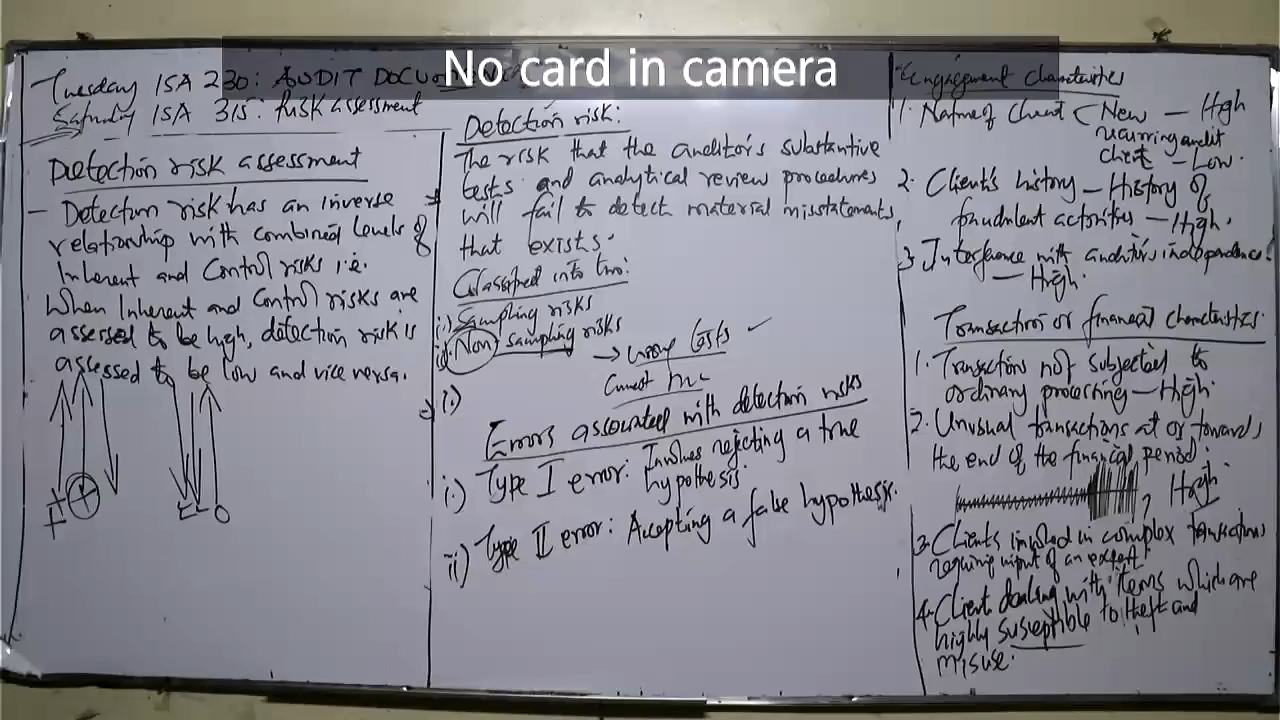 No card in camera
Tuesday ISA 230: AUDIT
Saturday ISA 315: Risk assessment
Detection risk assessment
- Detection risk has an inverse
relationship with combined levels of
Inherent and Control risks i.e.
When Inherent and Control risks are
assessed to be high, detection risk is
assessed to be low and vice versa.
Detection risk:
The risk that the auditor's substantive
tests and analytical review procedures
will fail to detect material misstatements,
that exists.
Classified into two:
i) Sampling risks
ii) Non sampling risks
→ Wrong tests ✓
i.)
Errors associated with detection risks
i.) Type I error: Involves rejecting a true
hypothesis
ii) Type II error: Accepting a false hypothesis.
Engagement characteristics
1. Nature of Client < New — High
recurring audit
client — Low.
2. Client's history — History of
fraudulent activities — High.
3. Interference with auditor's independence.
— High.
Transaction or financial characteristics.
1. Transactions not subjected to
ordinary processing — High.
2. Unusual transactions at or towards
the end of the financial period.
High.
3. Clients involved in complex transactions
requiring input of an expert.
4. Client dealing with items which are
highly suseptible to theft and
misuse.